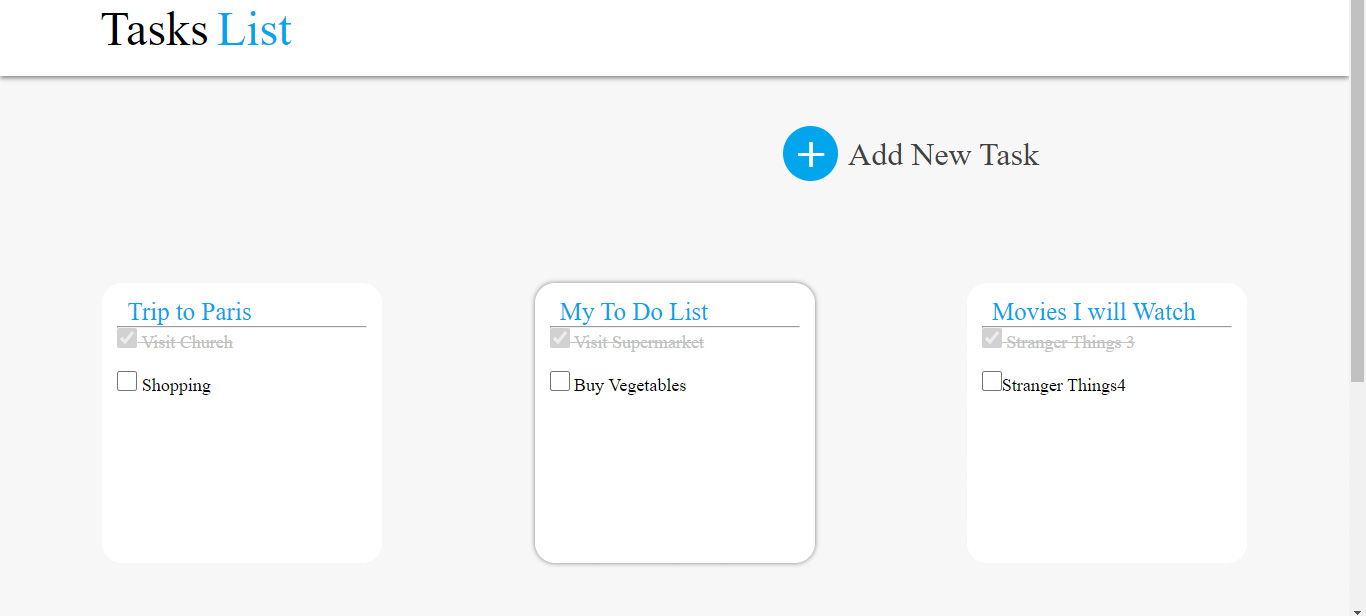 Tasks List
Add New Task
Trip to Paris
Visit Church
Shopping
My To Do List
Visit Supermarket
Buy Vegetables
Movies I will Watch
Stranger Things 3
Stranger Things4